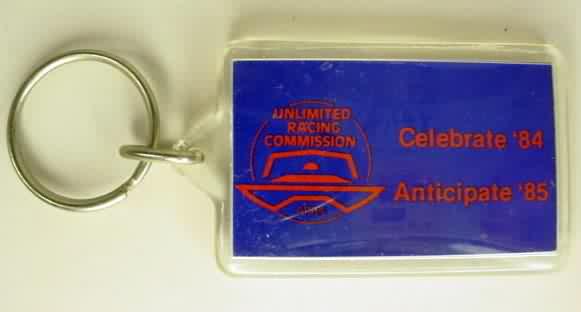 UNLIMITED
RACING
COMMISSION
Celebrate '84
Anticipate '85